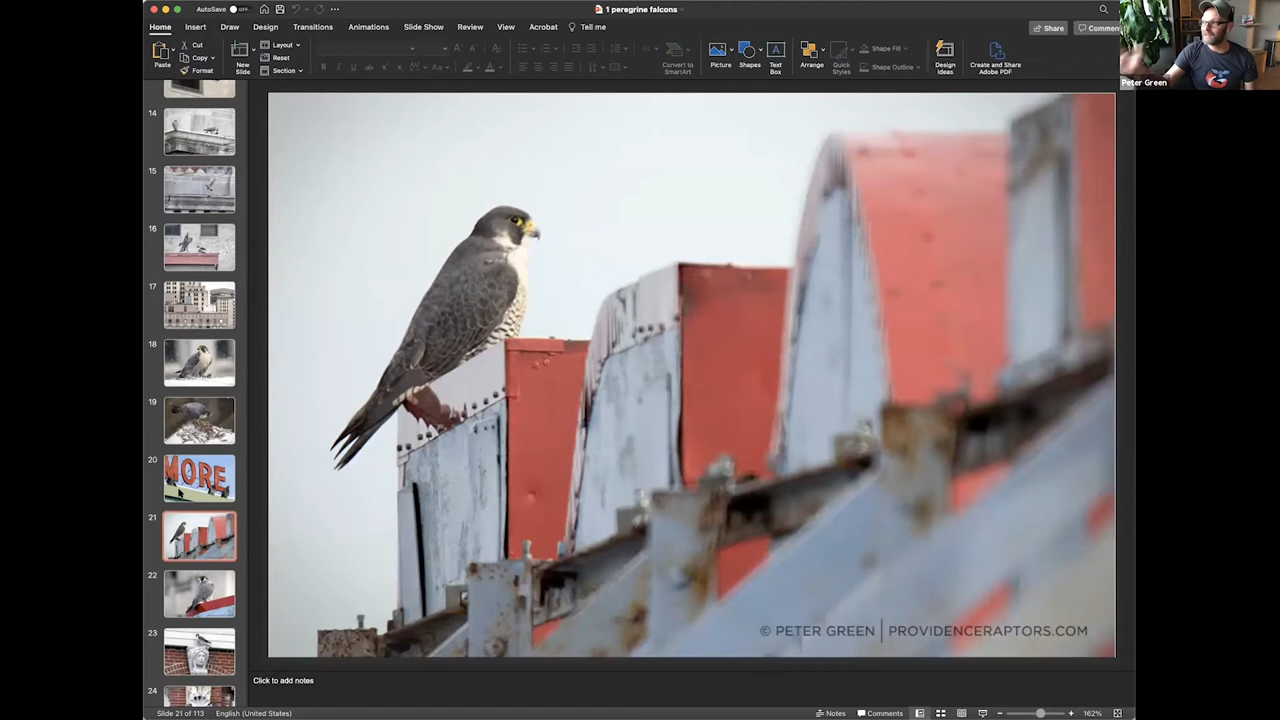 AutoSave OFF
1 peregrine falcons
Home Insert Draw Design Transitions Animations Slide Show Review View Acrobat Tell me
Share Comments
Paste
Cut
Copy
Format
New Slide
Layout
Reset
Section
Convert to SmartArt
Picture
Shapes
Text Box
Arrange
Quick Styles
Shape Fill
Shape Outline
Design Ideas
Create and Share Adobe PDF
Peter Green
14
15
16
17
18
19
20
MORE
21
22
23
24
© PETER GREEN | PROVIDENCERAPTORS.COM
Click to add notes
Slide 21 of 113 English (United States) Notes Comments 162%